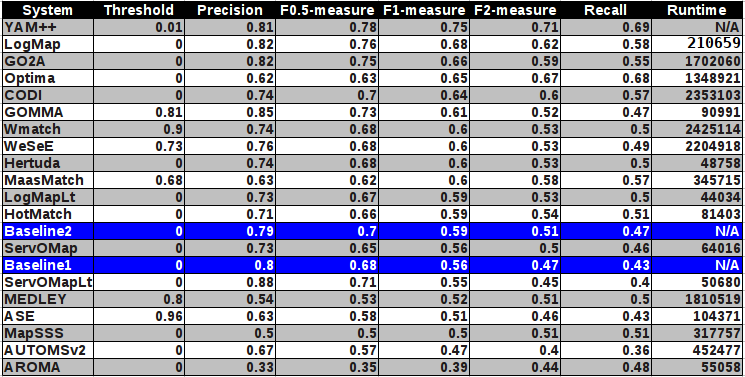 System Threshold Precision F0.5-measure F1-measure F2-measure Recall Runtime
YAM++ 0.01 0.81 0.78 0.75 0.71 0.69 N/A
LogMap 0 0.82 0.76 0.68 0.62 0.58 210659
GO2A 0 0.82 0.75 0.66 0.59 0.55 1702060
Optima 0 0.62 0.63 0.65 0.67 0.68 1348921
CODI 0 0.74 0.7 0.64 0.6 0.57 2353103
GOMMA 0.81 0.85 0.73 0.61 0.52 0.47 90991
Wmatch 0.9 0.74 0.68 0.6 0.53 0.5 2425114
WeSeE 0.73 0.76 0.68 0.6 0.53 0.49 2204918
Hertuda 0 0.74 0.68 0.6 0.53 0.5 48758
MaasMatch 0.68 0.63 0.62 0.6 0.58 0.57 345715
LogMapLt 0 0.73 0.67 0.59 0.53 0.5 44034
HotMatch 0 0.71 0.66 0.59 0.54 0.51 81403
Baseline2 0 0.79 0.7 0.59 0.51 0.47 N/A
ServOMap 0 0.73 0.65 0.56 0.5 0.46 64016
Baseline1 0 0.8 0.68 0.56 0.47 0.43 N/A
ServOMapLt 0 0.88 0.71 0.55 0.45 0.4 50680
MEDLEY 0.8 0.54 0.53 0.52 0.51 0.5 1810519
ASE 0.96 0.63 0.58 0.51 0.46 0.43 104371
MapSSS 0 0.5 0.5 0.5 0.51 0.51 317757
AUTOMSv2 0 0.67 0.57 0.47 0.4 0.36 452477
AROMA 0 0.33 0.35 0.39 0.44 0.48 55058